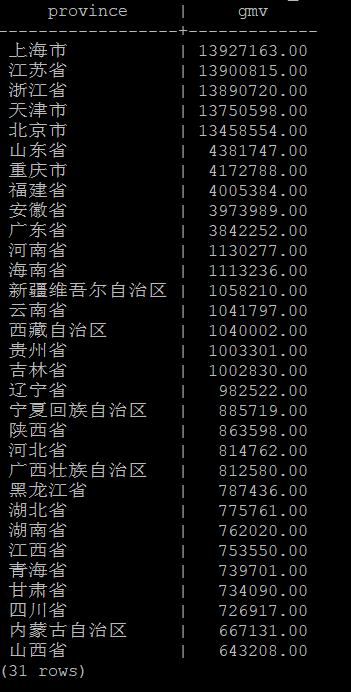 province | gmv
------------------+-------------
上海市 | 13927163.00
江苏省 | 13900815.00
浙江省 | 13890720.00
天津市 | 13750598.00
北京市 | 13458554.00
山东省 | 4381747.00
重庆市 | 4172788.00
福建省 | 4005384.00
安徽省 | 3973989.00
广东省 | 3842252.00
河南省 | 1130277.00
海南省 | 1113236.00
新疆维吾尔自治区 | 1058210.00
云南省 | 1041797.00
西藏自治区 | 1040002.00
贵州省 | 1003301.00
吉林省 | 1002830.00
辽宁省 | 982522.00
宁夏回族自治区 | 885719.00
陕西省 | 863598.00
河北省 | 814762.00
广西壮族自治区 | 812580.00
黑龙江省 | 787436.00
湖北省 | 775761.00
湖南省 | 762020.00
江西省 | 753550.00
青海省 | 739701.00
甘肃省 | 734090.00
四川省 | 726917.00
内蒙古自治区 | 667131.00
山西省 | 643208.00
(31 rows)